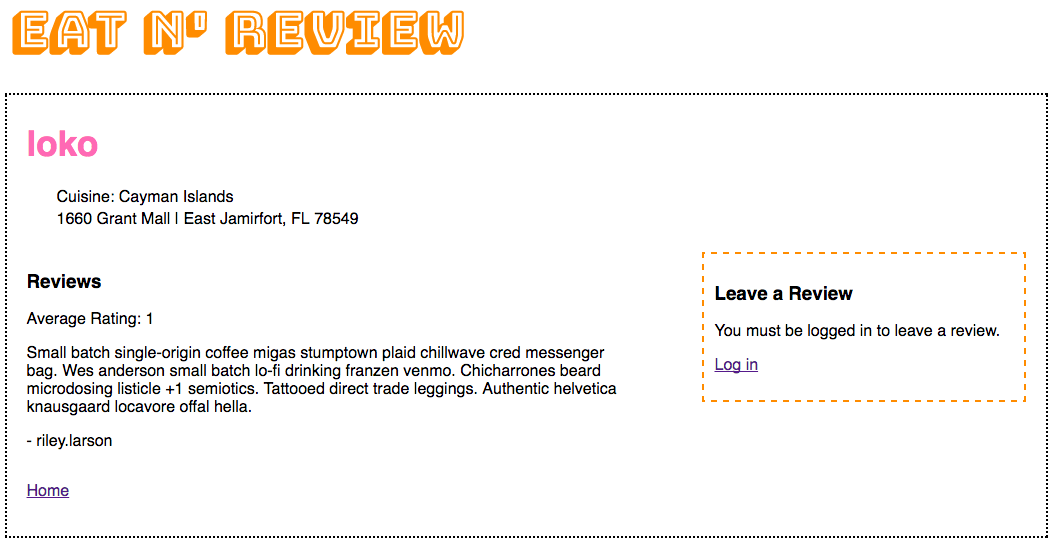 EAT N' REVIEW
loko
Cuisine: Cayman Islands
1660 Grant Mall | East Jamirfort, FL 78549
Reviews
Average Rating: 1
Small batch single-origin coffee migas stumptown plaid chillwave cred messenger
bag. Wes anderson small batch lo-fi drinking franzen venmo. Chicharrones beard
microdosing listicle +1 semiotics. Tattooed direct trade leggings. Authentic helvetica
knausgaard locavore offal hella.
- riley.larson
Home
Leave a Review
You must be logged in to leave a review.
Log in